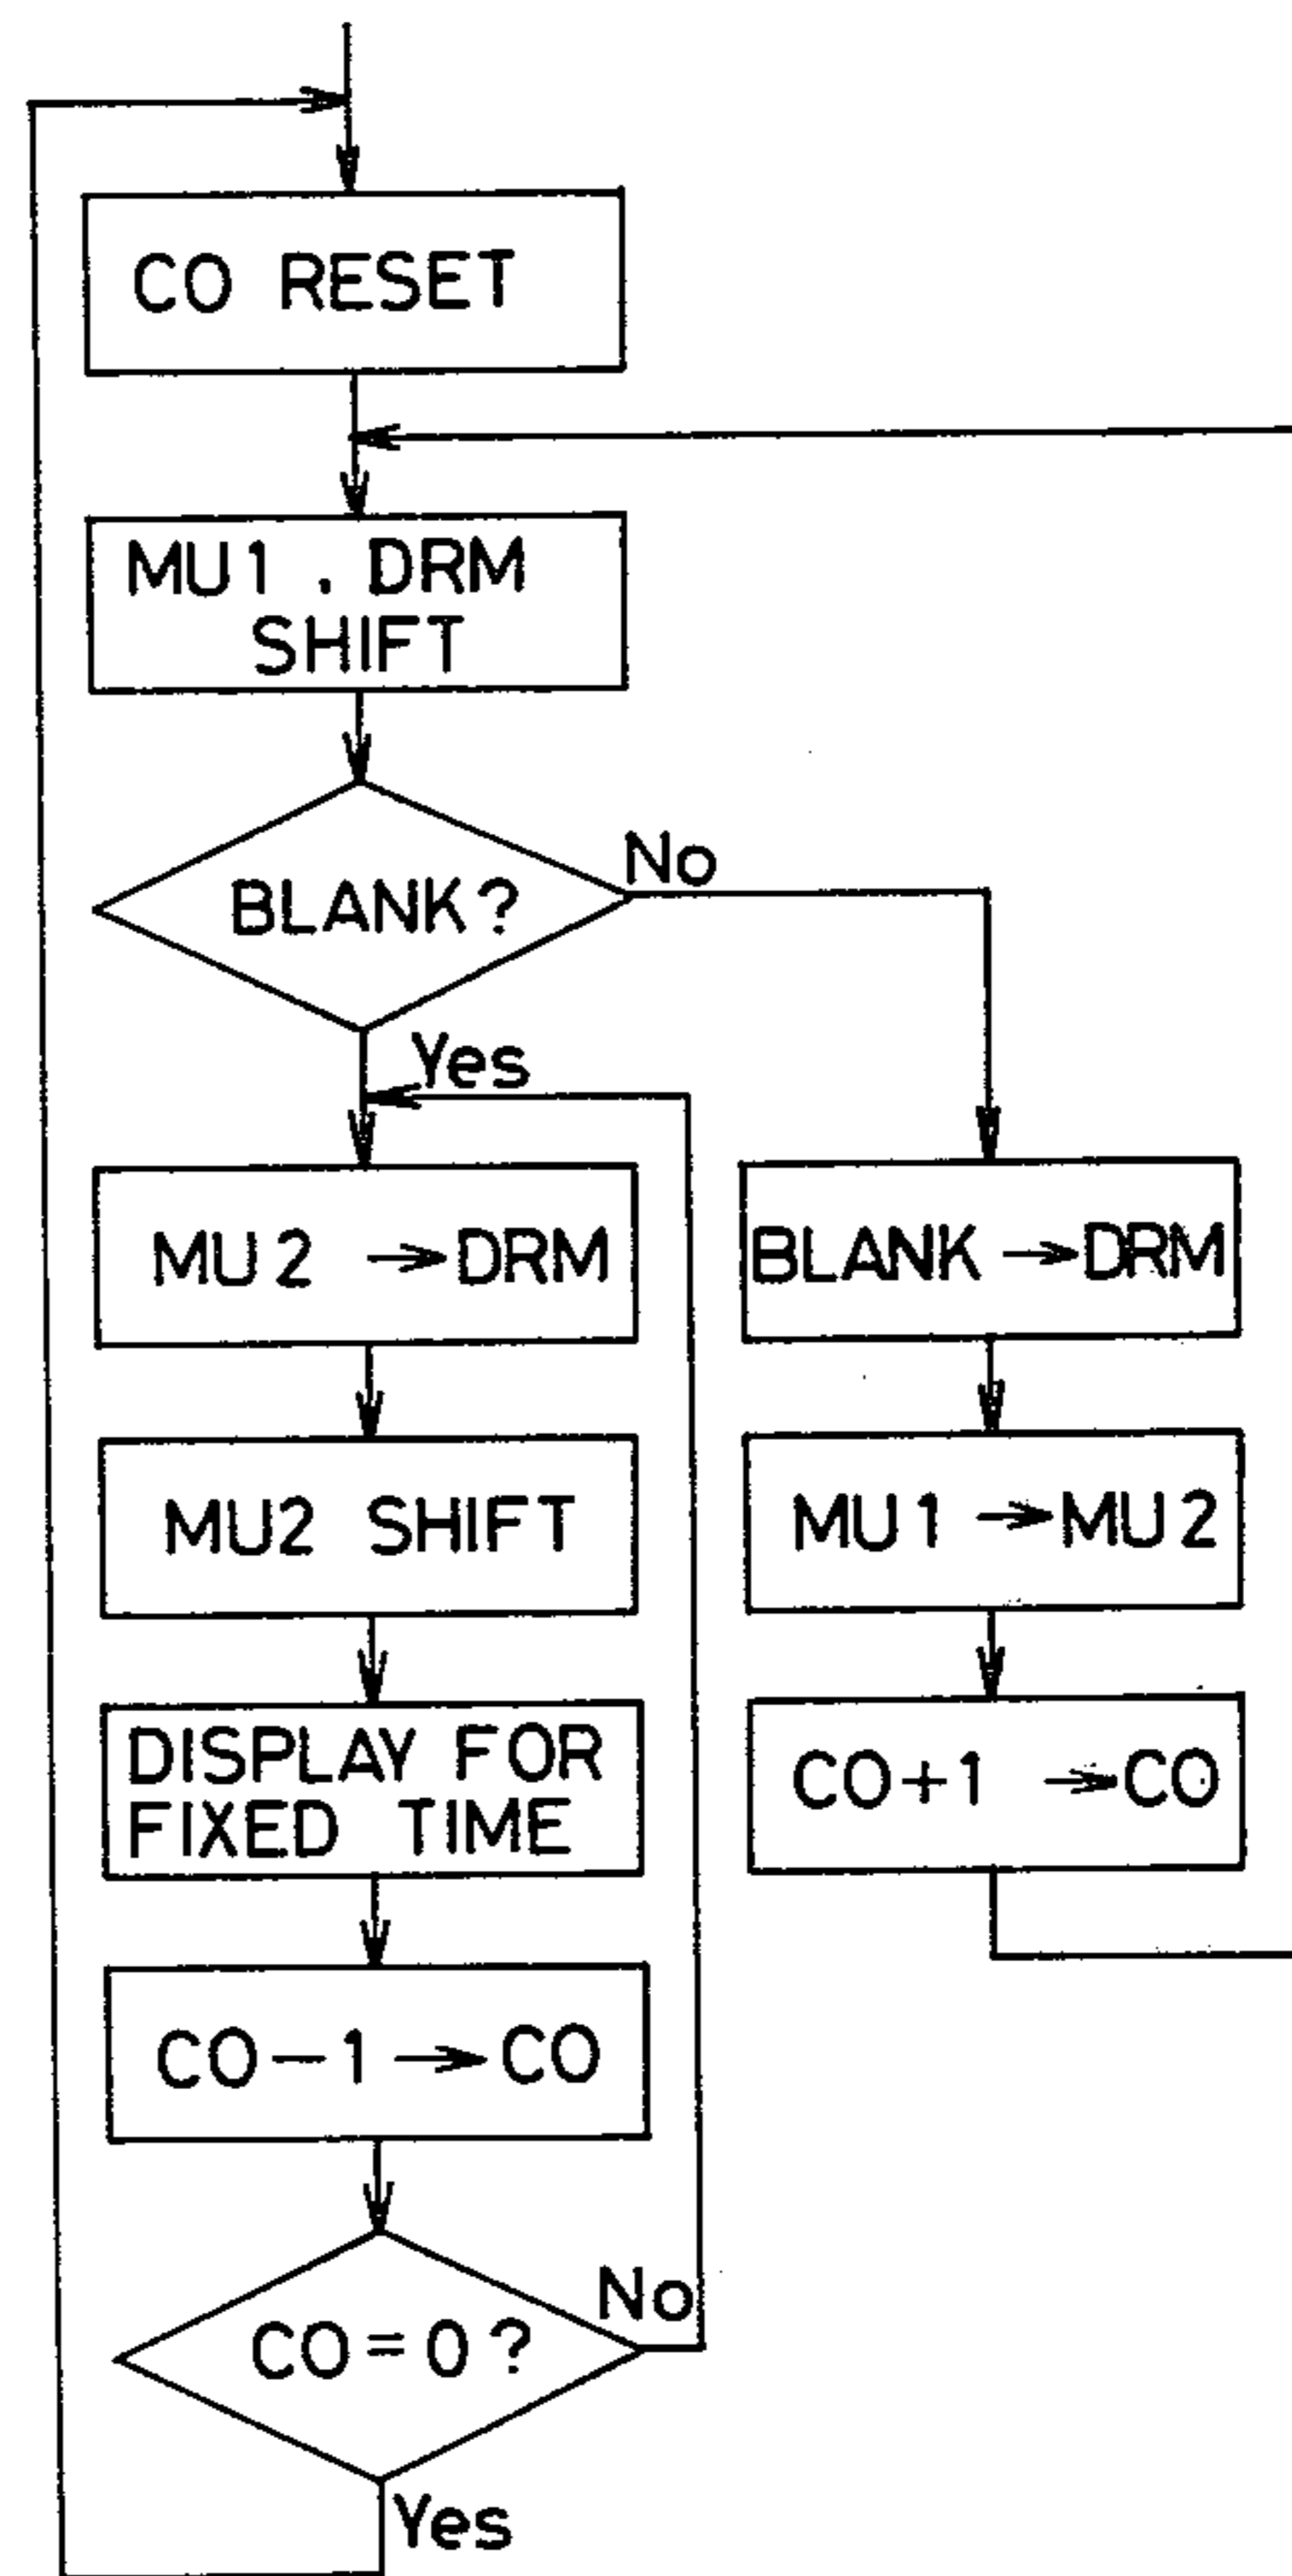 CO RESET
MU1 . DRM
SHIFT
BLANK?
No
Yes
MU2 → DRM
BLANK → DRM
MU2 SHIFT
MU1 → MU2
DISPLAY FOR
FIXED TIME
CO+1 → CO
CO-1 → CO
CO=0?
No
Yes